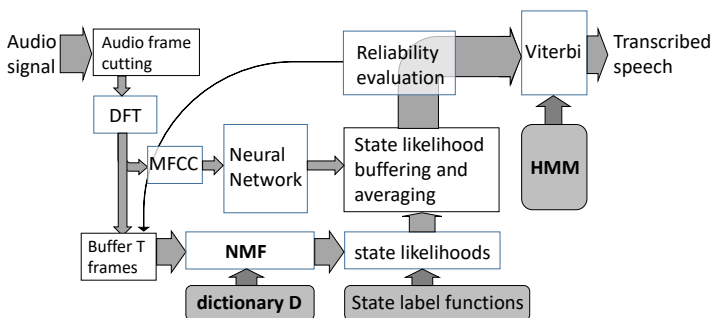 Audio
signal
Audio frame
cutting
DFT
MFCC
Neural
Network
Reliability
evaluation
Viterbi
Transcribed
speech
State likelihood
buffering and
averaging
HMM
Buffer T
frames
NMF
state likelihoods
dictionary D
State label functions